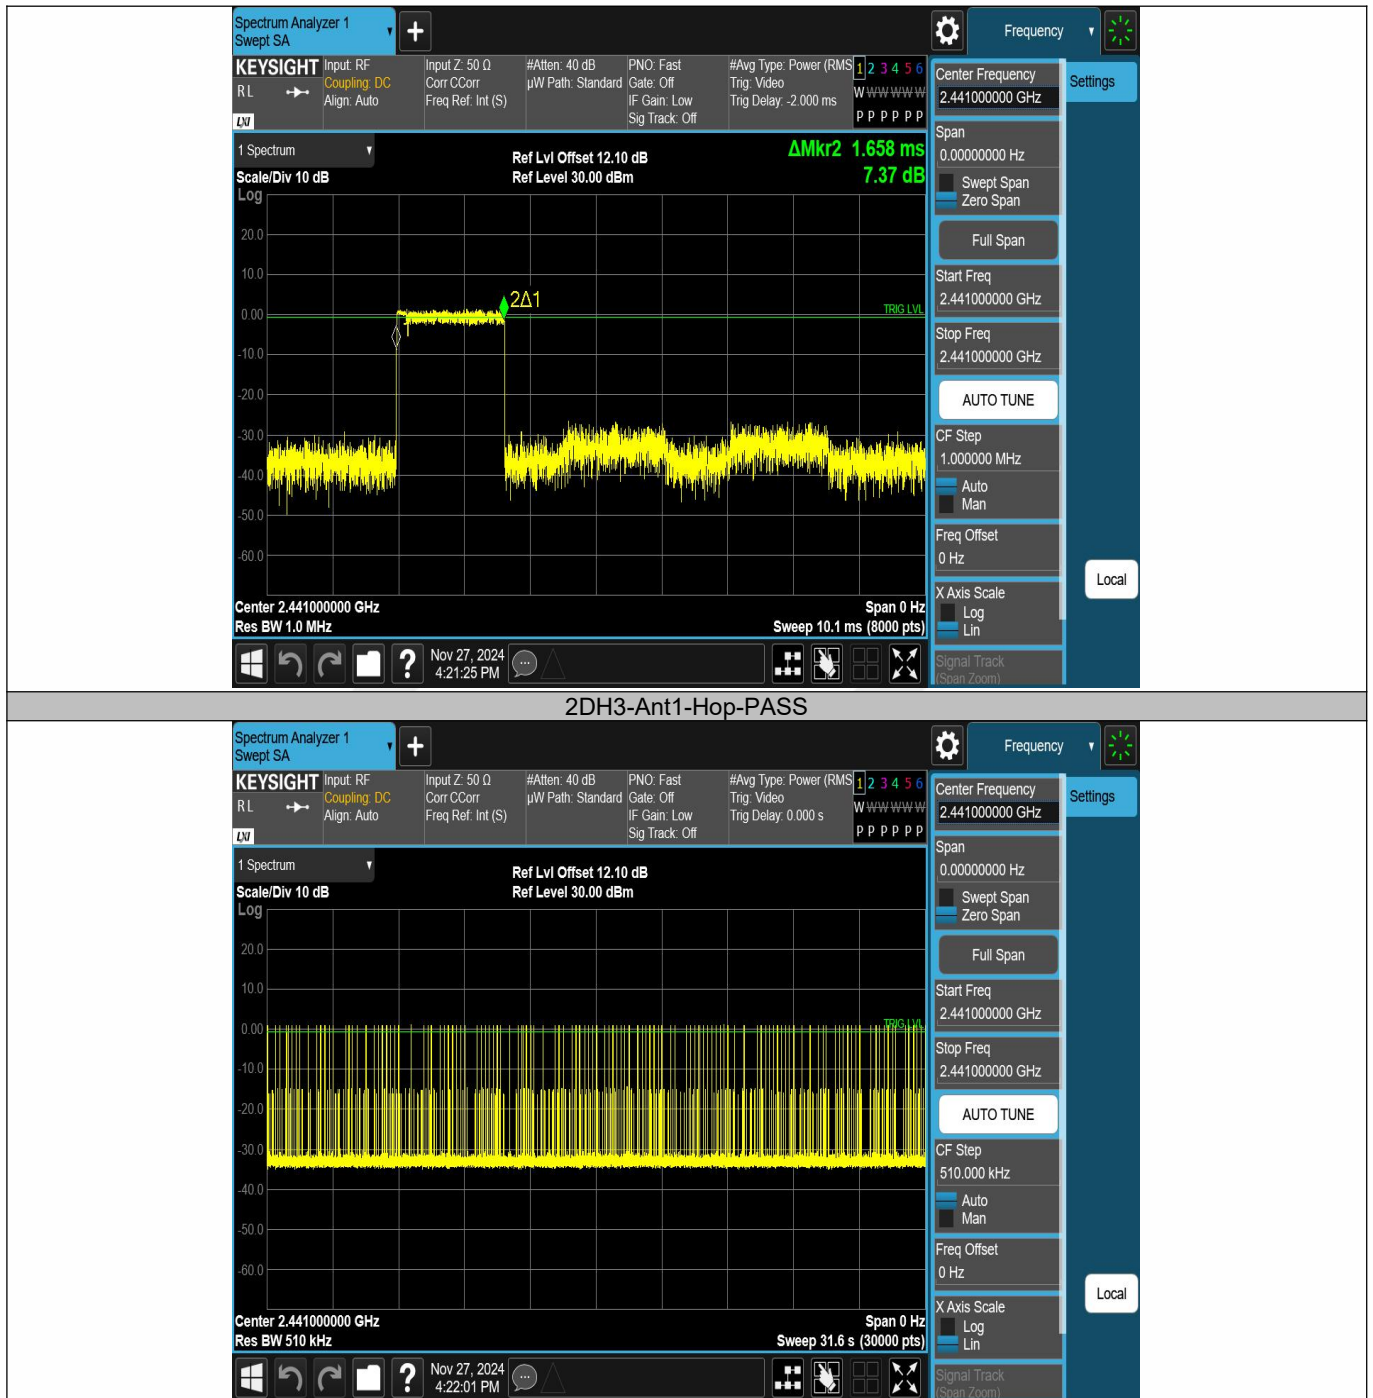 Spectrum Analyzer 1
Swept SA
Frequency
KEYSIGHT
RL
LXI
Input: RF
Coupling: DC
Align: Auto
Input Z: 50 Ω
Corr CCorr
Freq Ref: Int (S)
#Atten: 40 dB
µW Path: Standard
PNO: Fast
Gate: Off
IF Gain: Low
Sig Track: Off
#Avg Type: Power (RMS
Trig: Video
Trig Delay: -2.000 ms
1 2 3 4 5 6
W W W W W W
P P P P P P
1 Spectrum
Scale/Div 10 dB
Log
Ref Lvl Offset 12.10 dB
Ref Level 30.00 dBm
ΔMkr2 1.658 ms
7.37 dB
20.0
10.0
0.00
-10.0
-20.0
-30.0
-40.0
-50.0
-60.0
2Δ1
TRIG LVL
Center 2.441000000 GHz
Res BW 1.0 MHz
Span 0 Hz
Sweep 10.1 ms (8000 pts)
Nov 27, 2024
4:21:25 PM
Center Frequency
2.441000000 GHz
Settings
Span
0.00000000 Hz
Swept Span
Zero Span
Full Span
Start Freq
2.441000000 GHz
Stop Freq
2.441000000 GHz
AUTO TUNE
CF Step
1.000000 MHz
Auto
Man
Freq Offset
0 Hz
Local
X Axis Scale
Log
Lin
Signal Track
(Span Zoom)
2DH3-Ant1-Hop-PASS
Spectrum Analyzer 1
Swept SA
Frequency
KEYSIGHT
RL
LXI
Input: RF
Coupling: DC
Align: Auto
Input Z: 50 Ω
Corr CCorr
Freq Ref: Int (S)
#Atten: 40 dB
µW Path: Standard
PNO: Fast
Gate: Off
IF Gain: Low
Sig Track: Off
#Avg Type: Power (RMS
Trig: Video
Trig Delay: 0.000 s
1 2 3 4 5 6
W W W W W W
P P P P P P
1 Spectrum
Scale/Div 10 dB
Log
Ref Lvl Offset 12.10 dB
Ref Level 30.00 dBm
20.0
10.0
0.00
-10.0
-20.0
-30.0
-40.0
-50.0
-60.0
TRIG LVL
Center 2.441000000 GHz
Res BW 510 kHz
Span 0 Hz
Sweep 31.6 s (30000 pts)
Nov 27, 2024
4:22:01 PM
Center Frequency
2.441000000 GHz
Settings
Span
0.00000000 Hz
Swept Span
Zero Span
Full Span
Start Freq
2.441000000 GHz
Stop Freq
2.441000000 GHz
AUTO TUNE
CF Step
510.000 kHz
Auto
Man
Freq Offset
0 Hz
Local
X Axis Scale
Log
Lin
Signal Track
(Span Zoom)